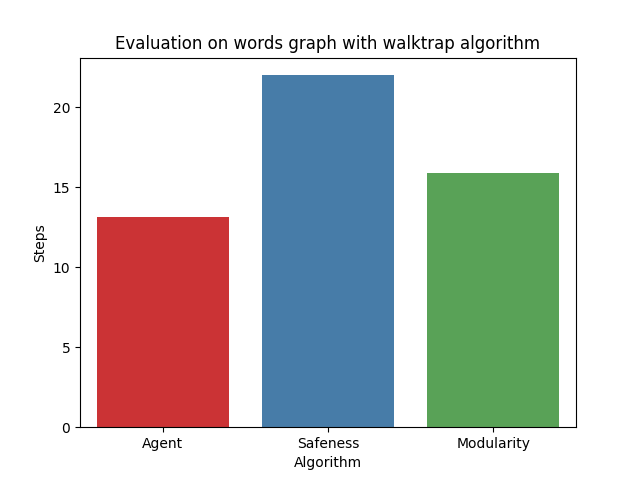 Evaluation on words graph with walktrap algorithm
Steps
20
15
10
5
0
Agent
Safeness
Modularity
Algorithm